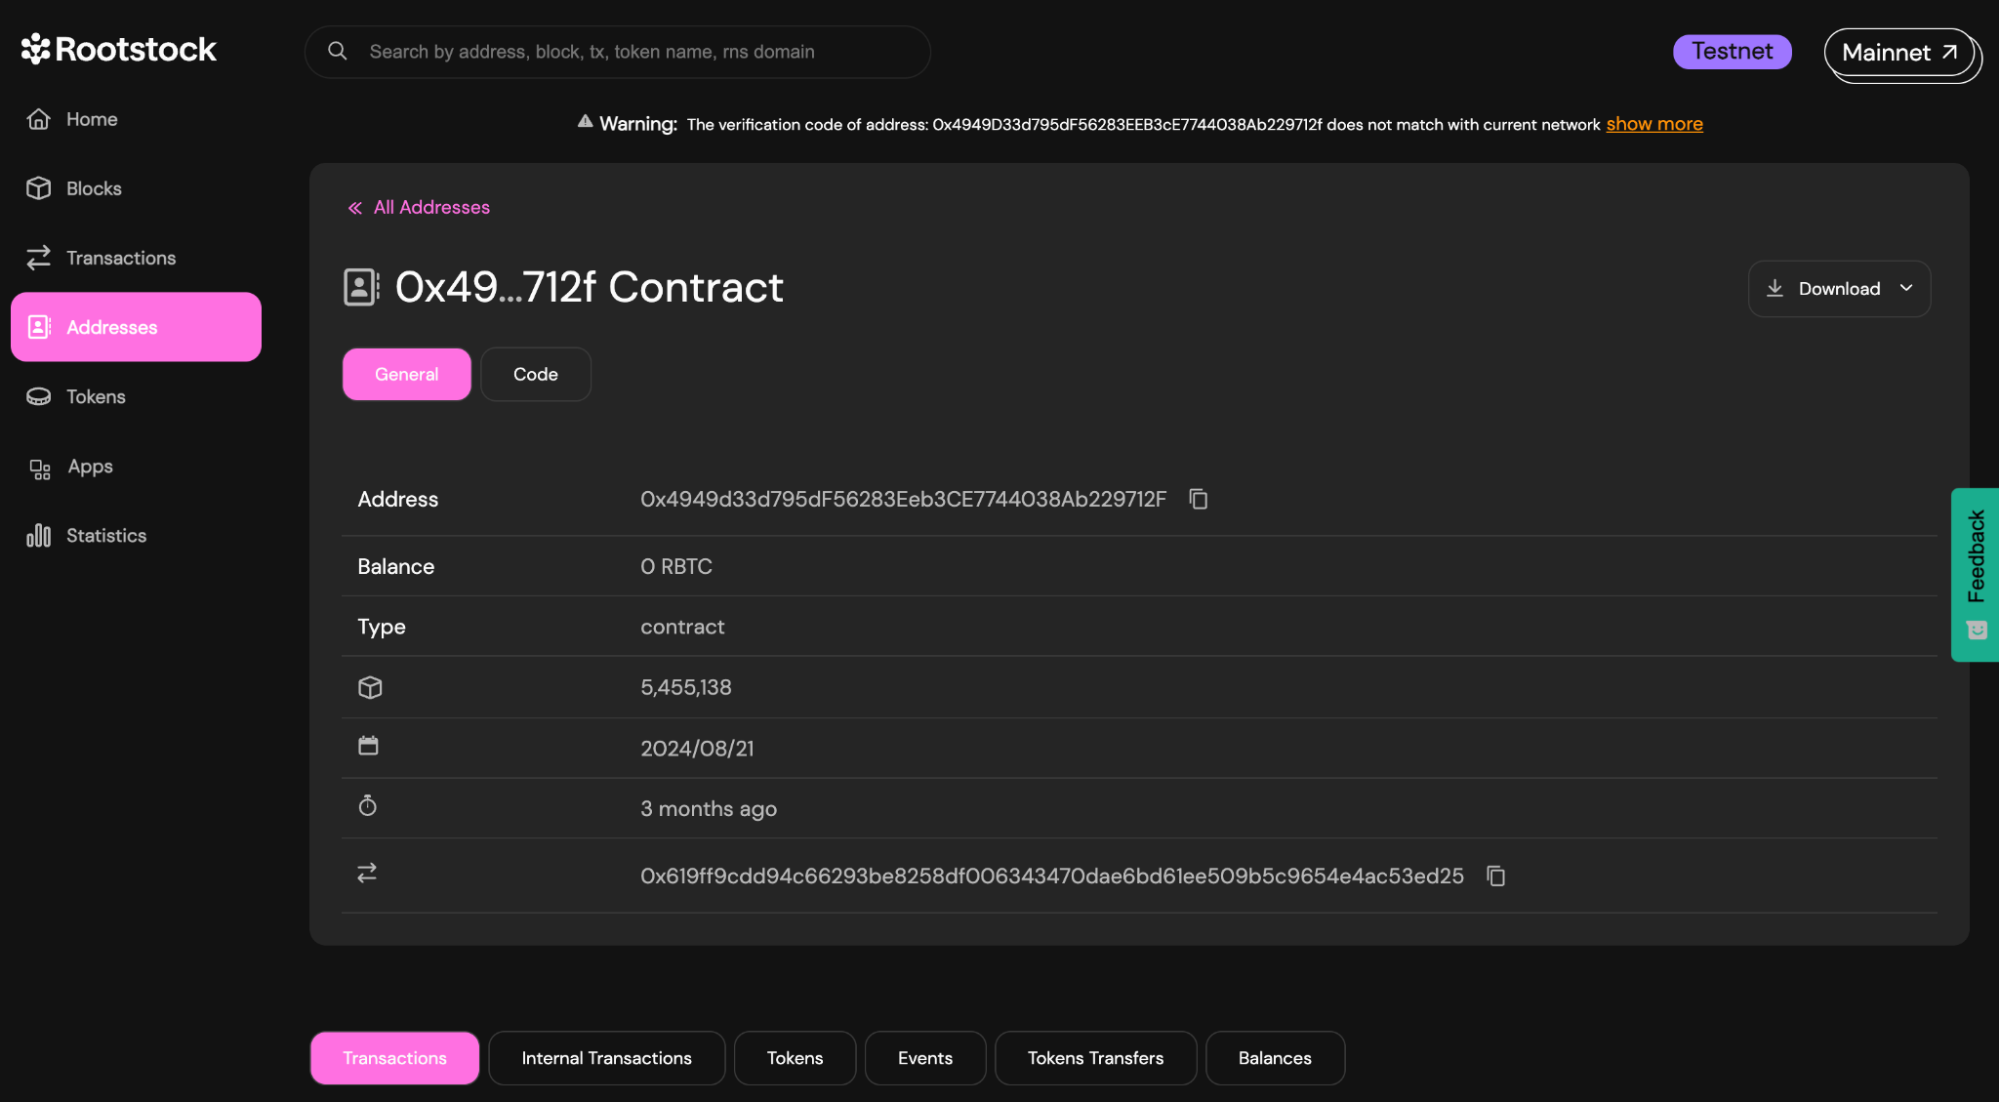 Rootstock
Search by address, block, tx, token name, rns domain
Testnet
Mainnet
Home
Blocks
Transactions
Addresses
Tokens
Apps
Statistics
Warning: The verification code of address: 0x4949D33d795dF56283EEB3cE7744038Ab229712f does not match with current network show more
All Addresses
0x49...712f Contract
Download
General
Code
Address 0x4949d33d795dF56283Eeb3CE7744038Ab229712F
Balance 0 RBTC
Type contract
5,455,138
2024/08/21
3 months ago
0x619ff9cdd94c66293be8258df006343470dae6bd61ee509b5c9654e4ac53ed25
Feedback
Transactions
Internal Transactions
Tokens
Events
Tokens Transfers
Balances